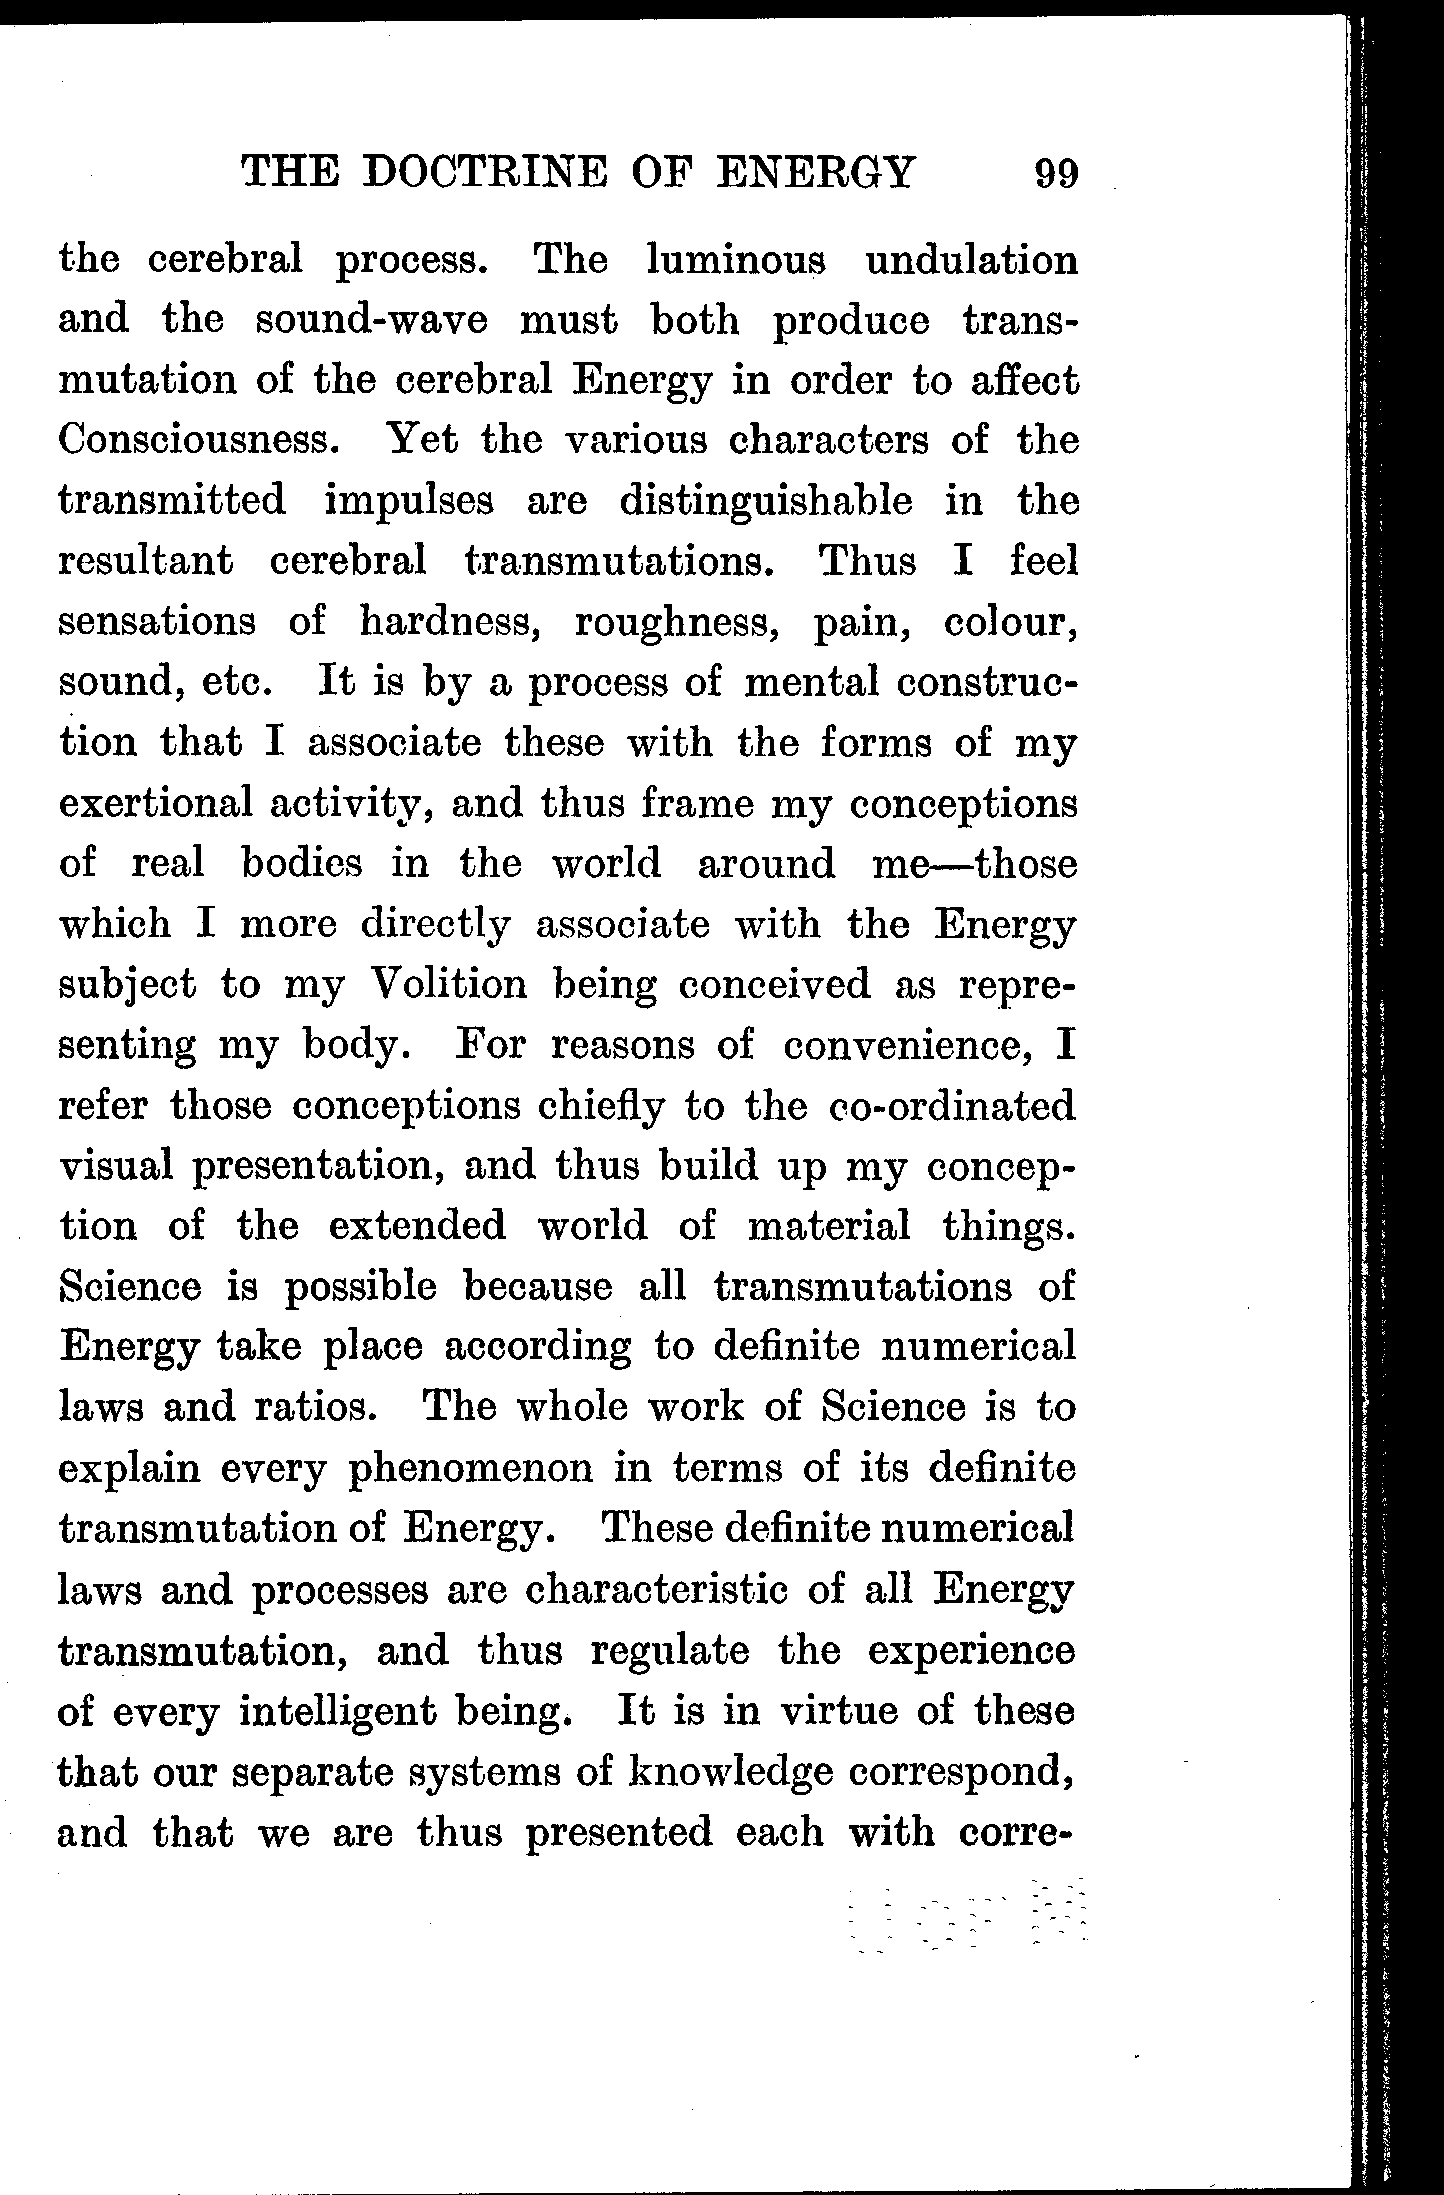 THE DOCTRINE OF ENERGY 99
the cerebral process. The luminous undulation
and the sound-wave must both produce trans-
mutation of the cerebral Energy in order to affect
Consciousness. Yet the various characters of the
transmitted impulses are distinguishable in the
resultant cerebral transmutations. Thus I feel
sensations of hardness, roughness, pain, colour,
sound, etc. It is by a process of mental construc-
tion that I associate these with the forms of my
exertional activity, and thus frame my conceptions
of real bodies in the world around me—those
which I more directly associate with the Energy
subject to my Volition being conceived as repre-
senting my body. For reasons of convenience, I
refer those conceptions chiefly to the co-ordinated
visual presentation, and thus build up my concep-
tion of the extended world of material things.
Science is possible because all transmutations of
Energy take place according to definite numerical
laws and ratios. The whole work of Science is to
explain every phenomenon in terms of its definite
transmutation of Energy. These definite numerical
laws and processes are characteristic of all Energy
transmutation, and thus regulate the experience
of every intelligent being. It is in virtue of these
that our separate systems of knowledge correspond,
and that we are thus presented each with corre-
U OF M